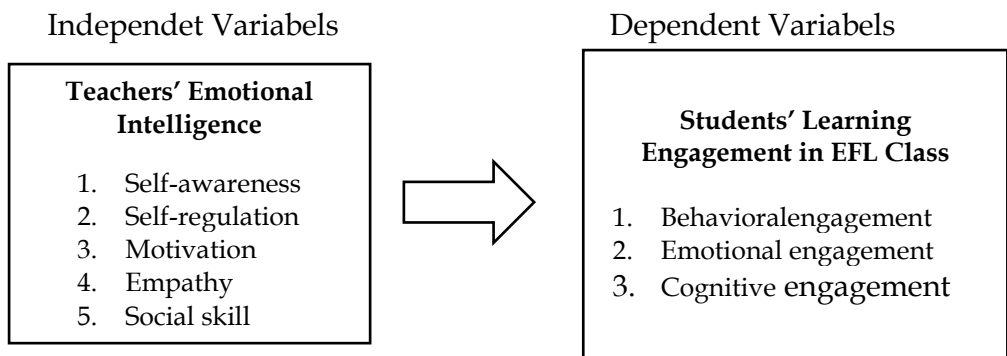 Independet Variabels
Teachers’ Emotional
Intelligence
1. Self-awareness
2. Self-regulation
3. Motivation
4. Empathy
5. Social skill
Dependent Variabels
Students’ Learning
Engagement in EFL Class
1. Behavioralengagement
2. Emotional engagement
3. Cognitive engagement